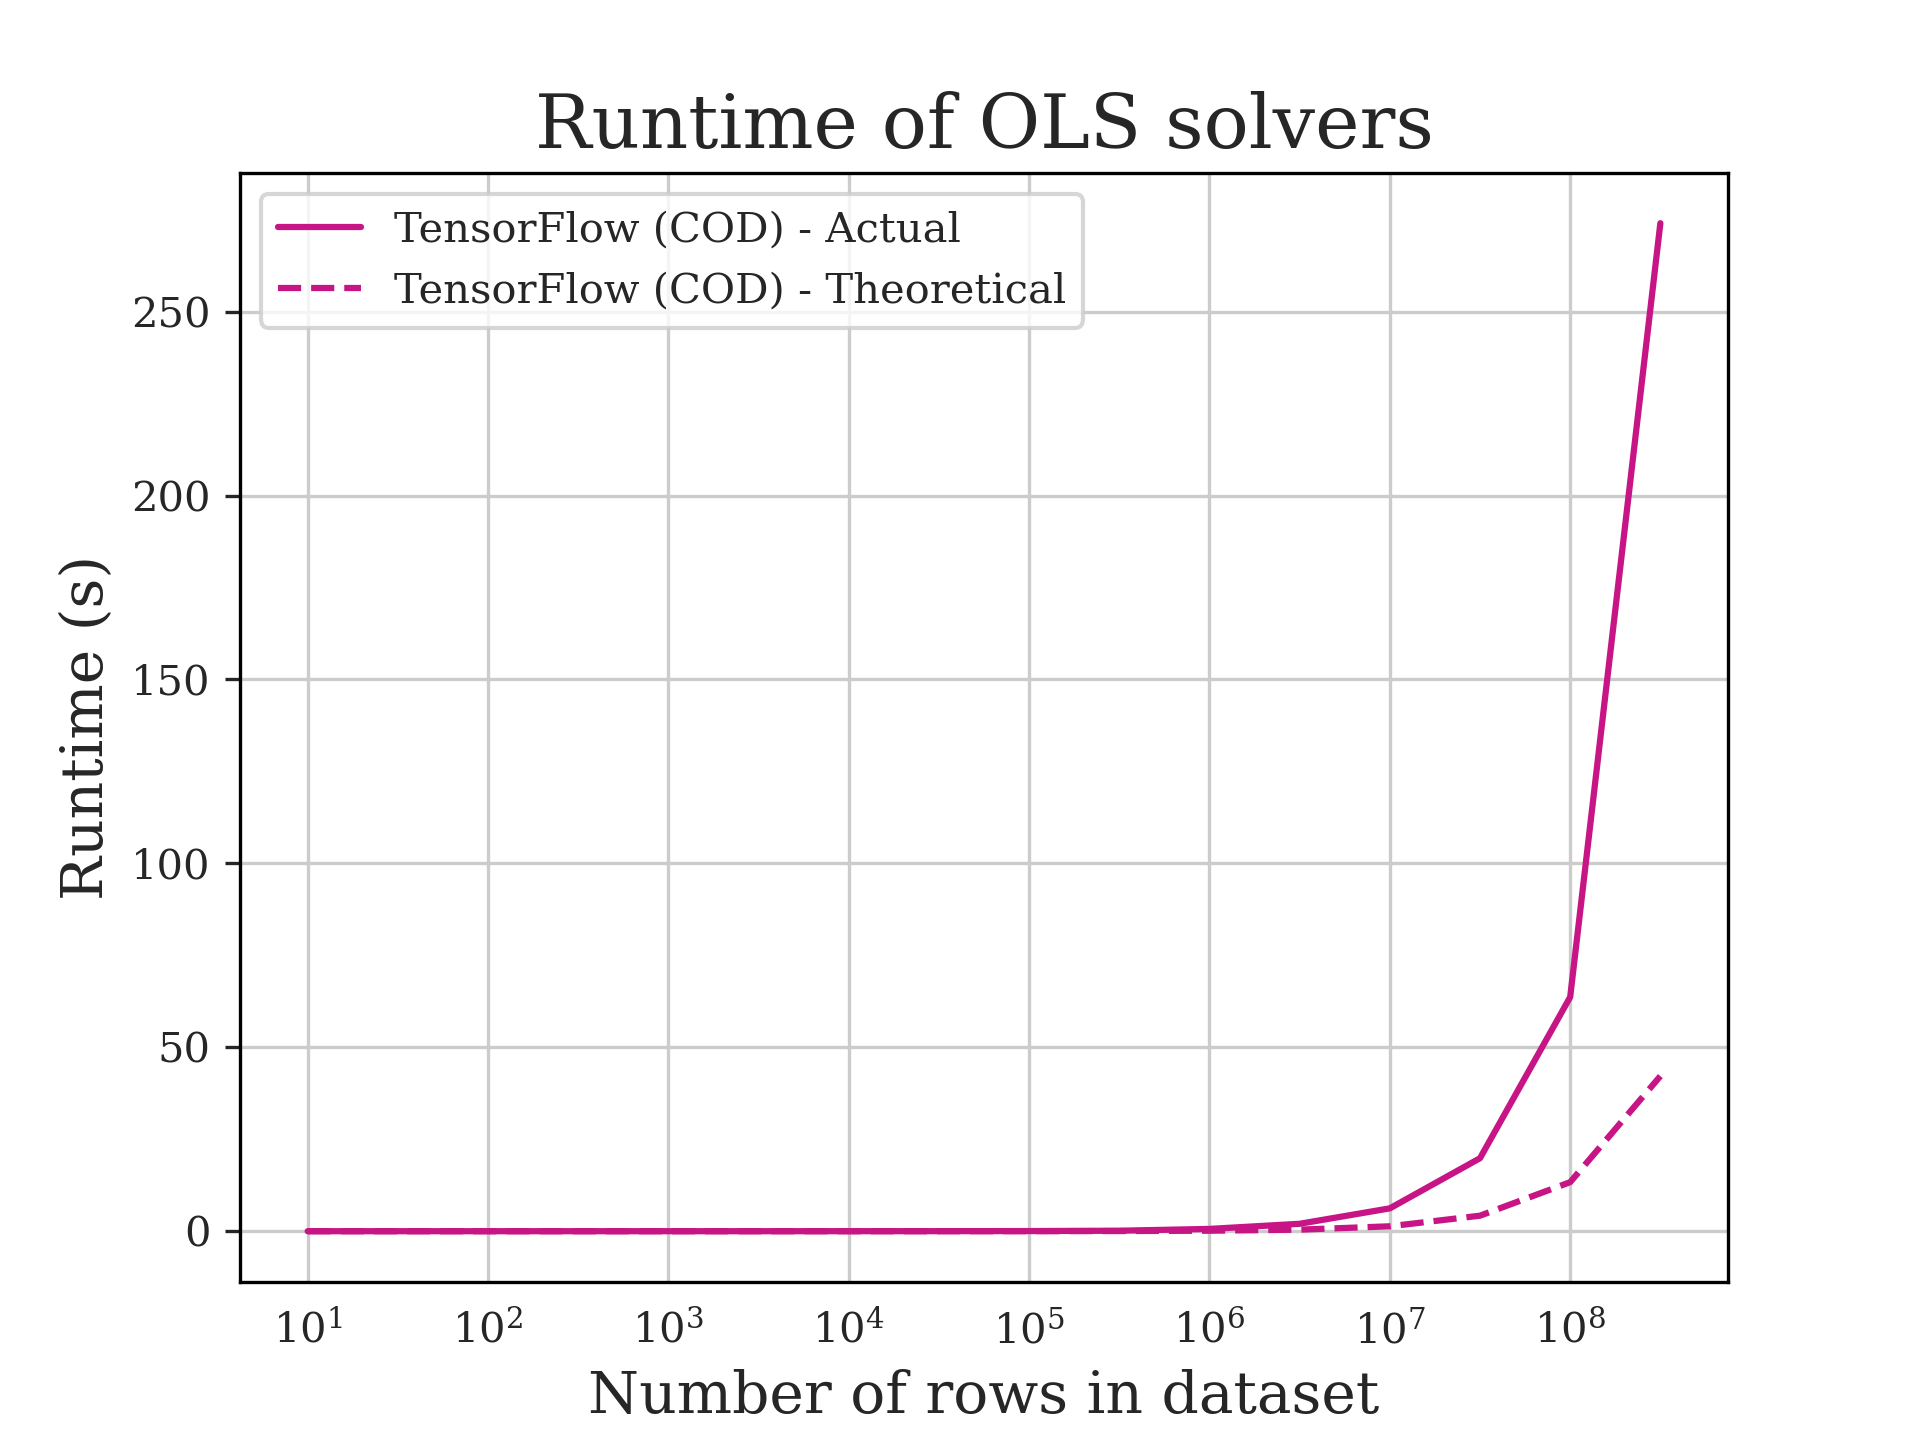 Runtime of OLS solvers
TensorFlow (COD) - Actual
TensorFlow (COD) - Theoretical
Runtime (s)
250
200
150
100
50
0
10¹ 10² 10³ 10⁴ 10⁵ 10⁶ 10⁷ 10⁸
Number of rows in dataset